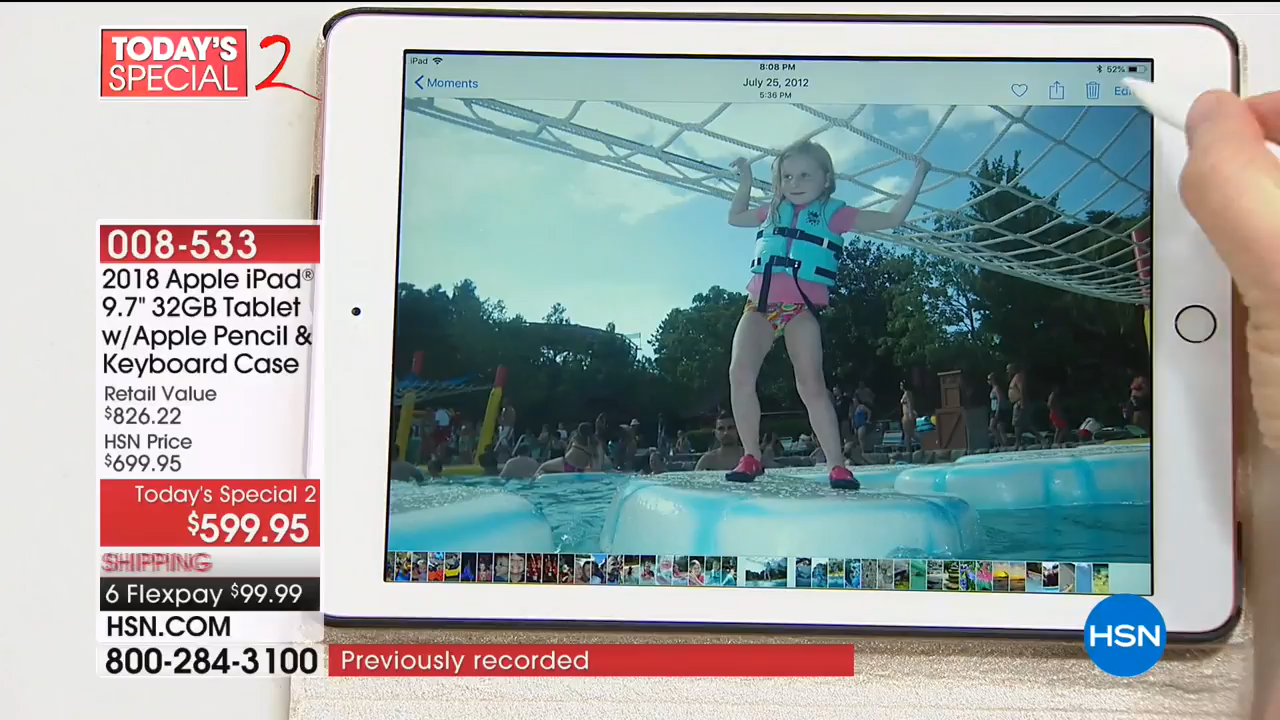 TODAY'S
SPECIAL 2
008-533
2018 Apple iPad®
9.7" 32GB Tablet
w/Apple Pencil &
Keyboard Case
Retail Value
$826.22
HSN Price
$699.95
Today's Special 2
$599.95
SHIPPING
6 Flexpay $99.99
HSN.COM
800-284-3100
Previously recorded
HSN
iPad
8:08 PM
52%
Moments
July 25, 2012
5:36 PM